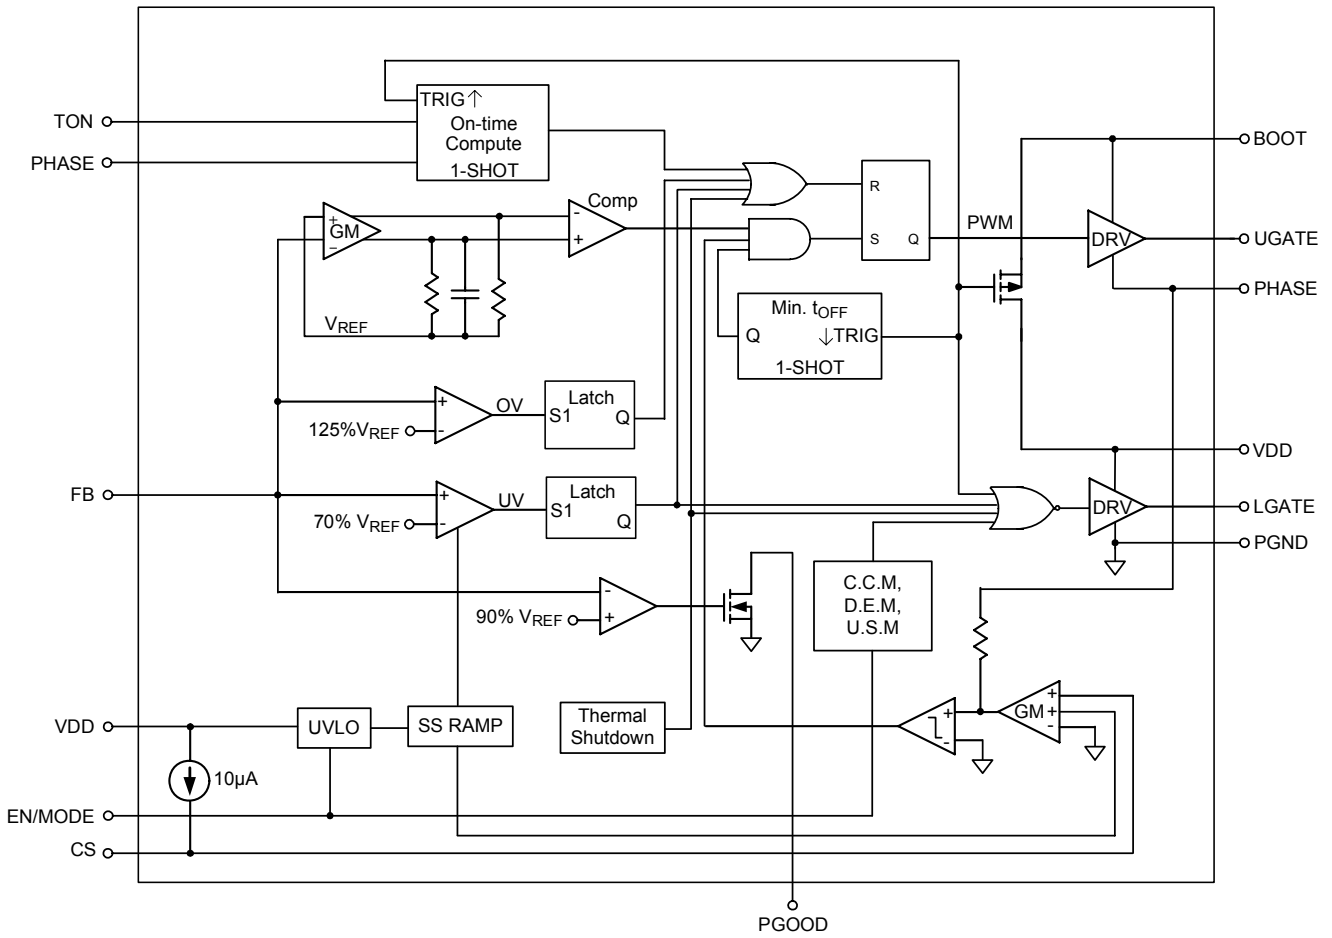 TRIG↑
TON
On-time
Compute
BOOT
PHASE
1-SHOT
R
Comp
-
PWM
+
GM
-
+
S
Q
DRV
UGATE
PHASE
Min. tOFF
VREF
Q
↓TRIG
1-SHOT
Latch
+
OV
S1
Q
125%VREF
-
VDD
Latch
FB
+
UV
S1
Q
70% VREF
-
DRV
LGATE
PGND
C.C.M,
D.E.M,
U.S.M
-
90% VREF
+
Thermal
Shutdown
VDD
UVLO
SS RAMP
+
-
GM
+
+
-
10µA
EN/MODE
CS
PGOOD